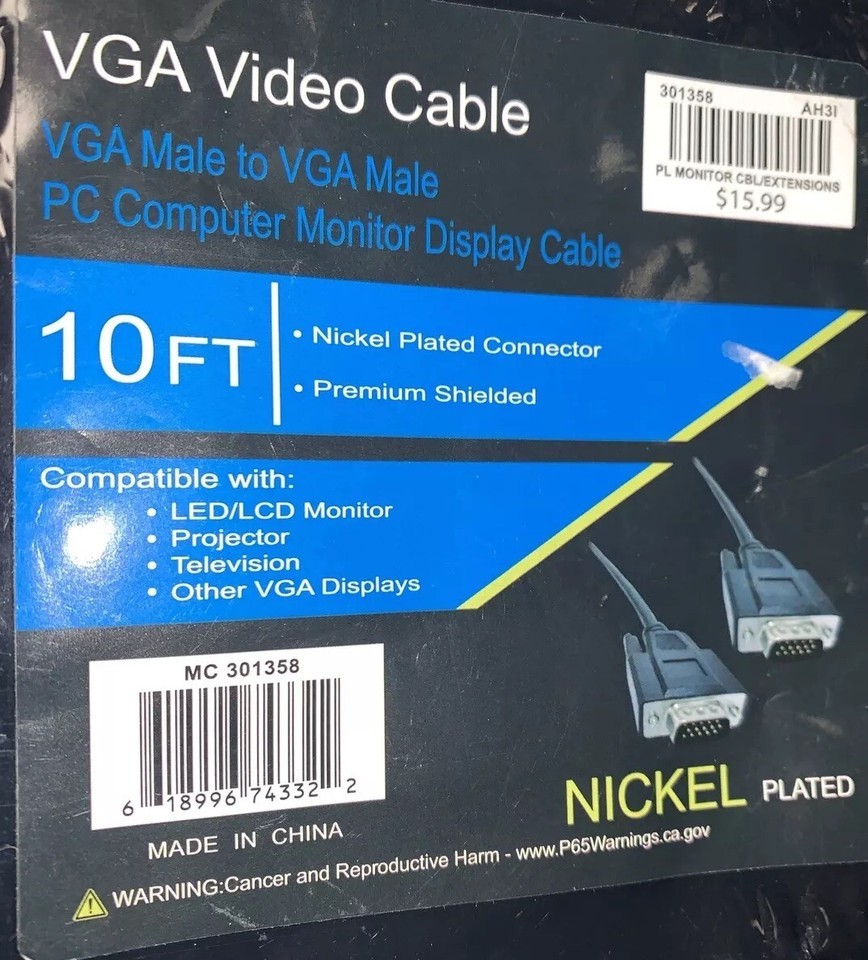 VGA Video Cable
VGA Male to VGA Male
PC Computer Monitor Display Cable
301358 AH3I
PL MONITOR CBL/EXTENSIONS
$15.99
10FT
• Nickel Plated Connector
• Premium Shielded
Compatible with:
• LED/LCD Monitor
• Projector
• Television
• Other VGA Displays
MC 301358
6 18996 74332 2
MADE IN CHINA
NICKEL PLATED
WARNING:Cancer and Reproductive Harm - www.P65Warnings.ca.gov